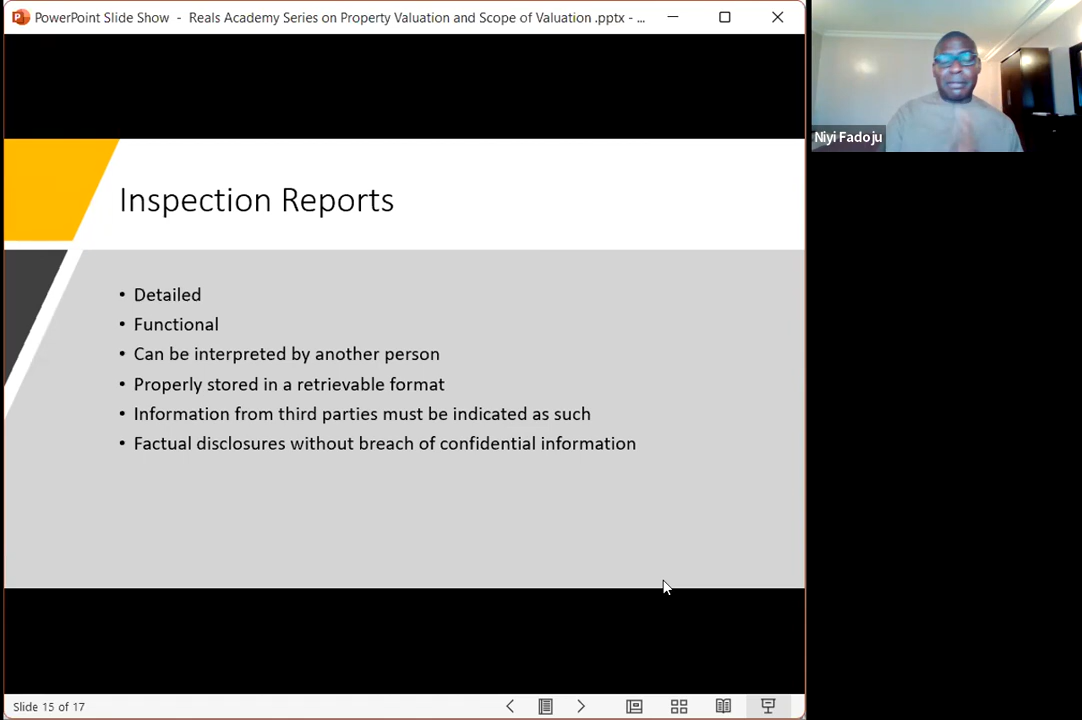 PowerPoint Slide Show - Reals Academy Series on Property Valuation and Scope of Valuation .pptx - ...
Niyi Fadoju
Inspection Reports
• Detailed
• Functional
• Can be interpreted by another person
• Properly stored in a retrievable format
• Information from third parties must be indicated as such
• Factual disclosures without breach of confidential information
Slide 15 of 17